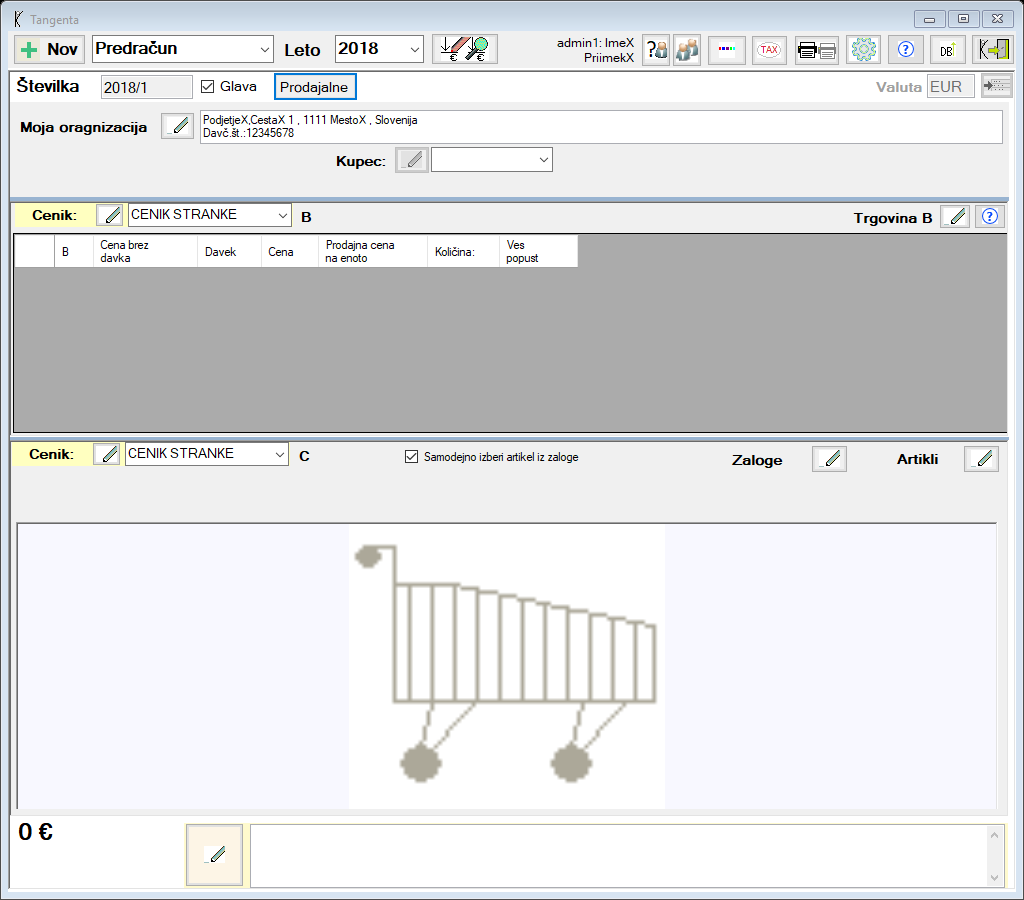 Tangenta
Nov Predračun Leto 2018 € € admin1: ImeX
PriimekX
TAX
DB
Številka 2018/1 Glava Prodajalne Valuta EUR
Moja oragnizacija PodjetjeX,CestaX 1 , 1111 MestoX , Slovenija
Davč.št.:12345678
Kupec:
Cenik: CENIK STRANKE B Trgovina B
B Cena brez davka Davek Cena Prodajna cena na enoto Količina: Ves popust
Cenik: CENIK STRANKE C Samodejno izberi artikel iz zaloge Zaloge Artikli
0 €